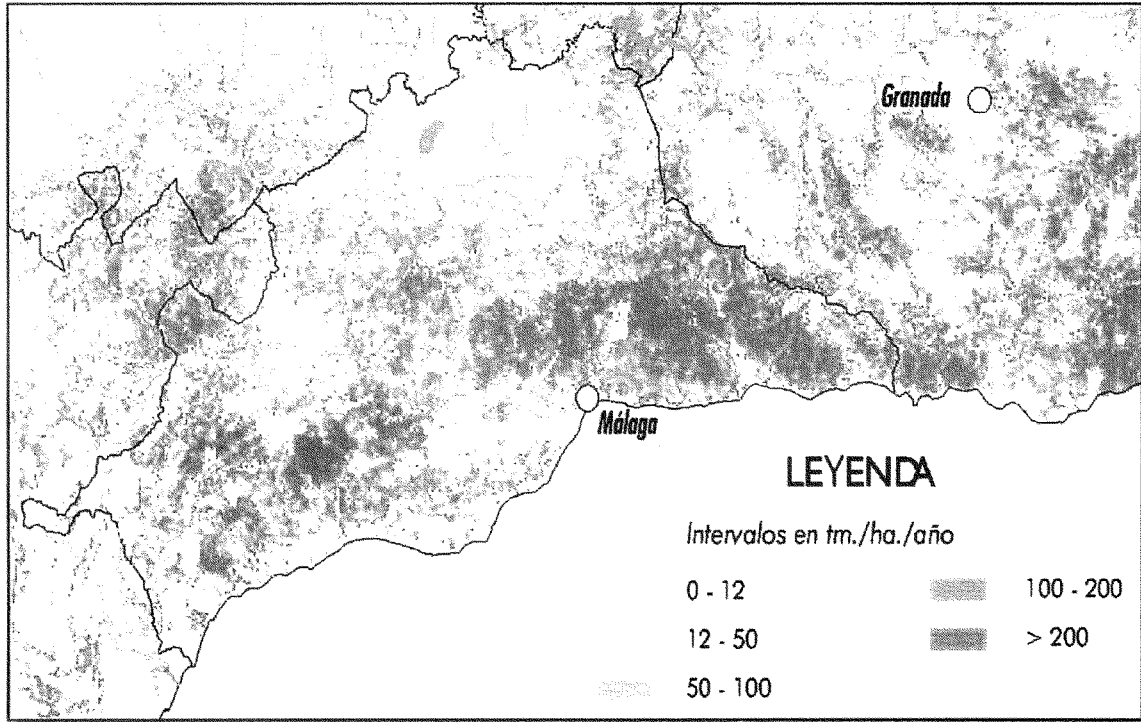 Granada
Málaga
LEYENDA
Intervalos en tm./ha./año
0 - 12
100 - 200
12 - 50
> 200
50 - 100